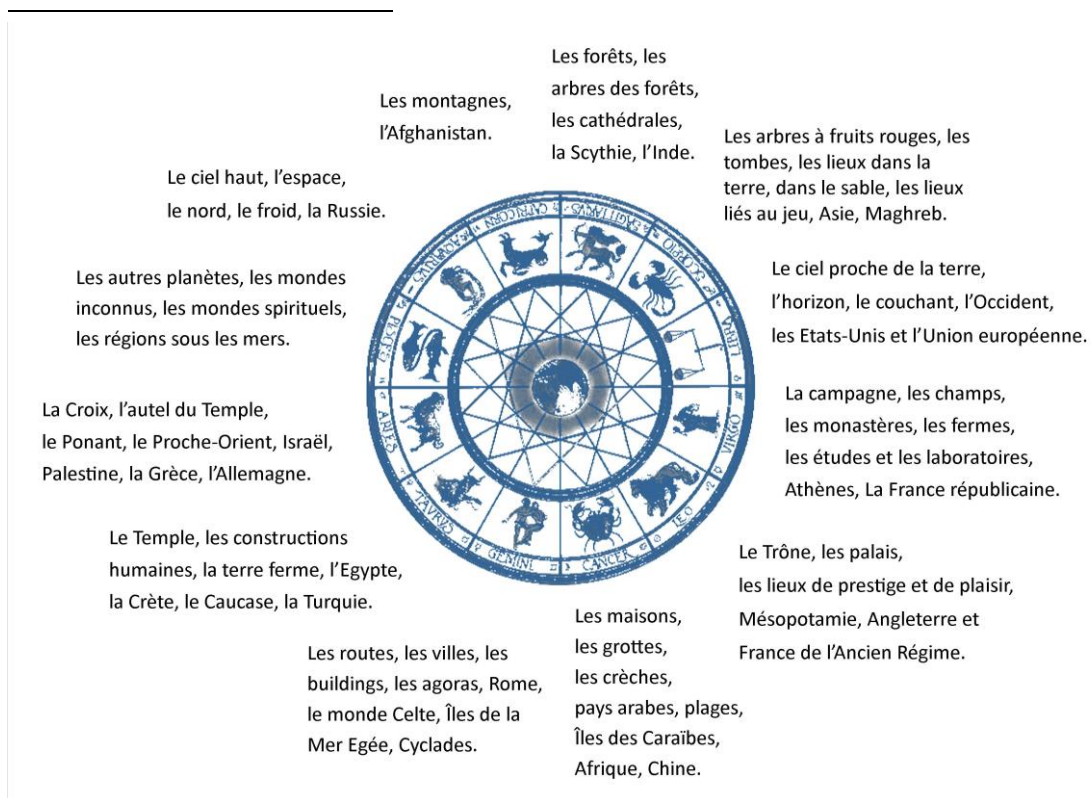 Les forêts, les
arbres des forêts,
les cathédrales,
la Scythie, l’Inde.
Les montagnes,
l’Afghanistan.
Les arbres à fruits rouges, les
tombes, les lieux dans la
terre, dans le sable, les lieux
liés au jeu, Asie, Maghreb.
Le ciel haut, l’espace,
le nord, le froid, la Russie.
Le ciel proche de la terre,
l’horizon, le couchant, l’Occident,
les Etats-Unis et l’Union européenne.
Les autres planètes, les mondes
inconnus, les mondes spirituels,
les régions sous les mers.
La campagne, les champs,
les monastères, les fermes,
les études et les laboratoires,
Athènes, La France républicaine.
La Croix, l’autel du Temple,
le Ponant, le Proche-Orient, Israël,
Palestine, la Grèce, l’Allemagne.
Le Trône, les palais,
les lieux de prestige et de plaisir,
Mésopotamie, Angleterre et
France de l’Ancien Régime.
Le Temple, les constructions
humaines, la terre ferme, l’Egypte,
la Crète, le Caucase, la Turquie.
Les maisons,
les grottes,
les crèches,
pays arabes, plages,
Îles des Caraïbes,
Afrique, Chine.
Les routes, les villes, les
buildings, les agoras, Rome,
le monde Celte, Îles de la
Mer Egée, Cyclades.
SAGITTARIVS
SCORPIO
LIBRA
VIRGO
LEO
CANCER
GEMINI
TAVRVS
ARIES
PISCES
AQVARIVS
CAPRICORN